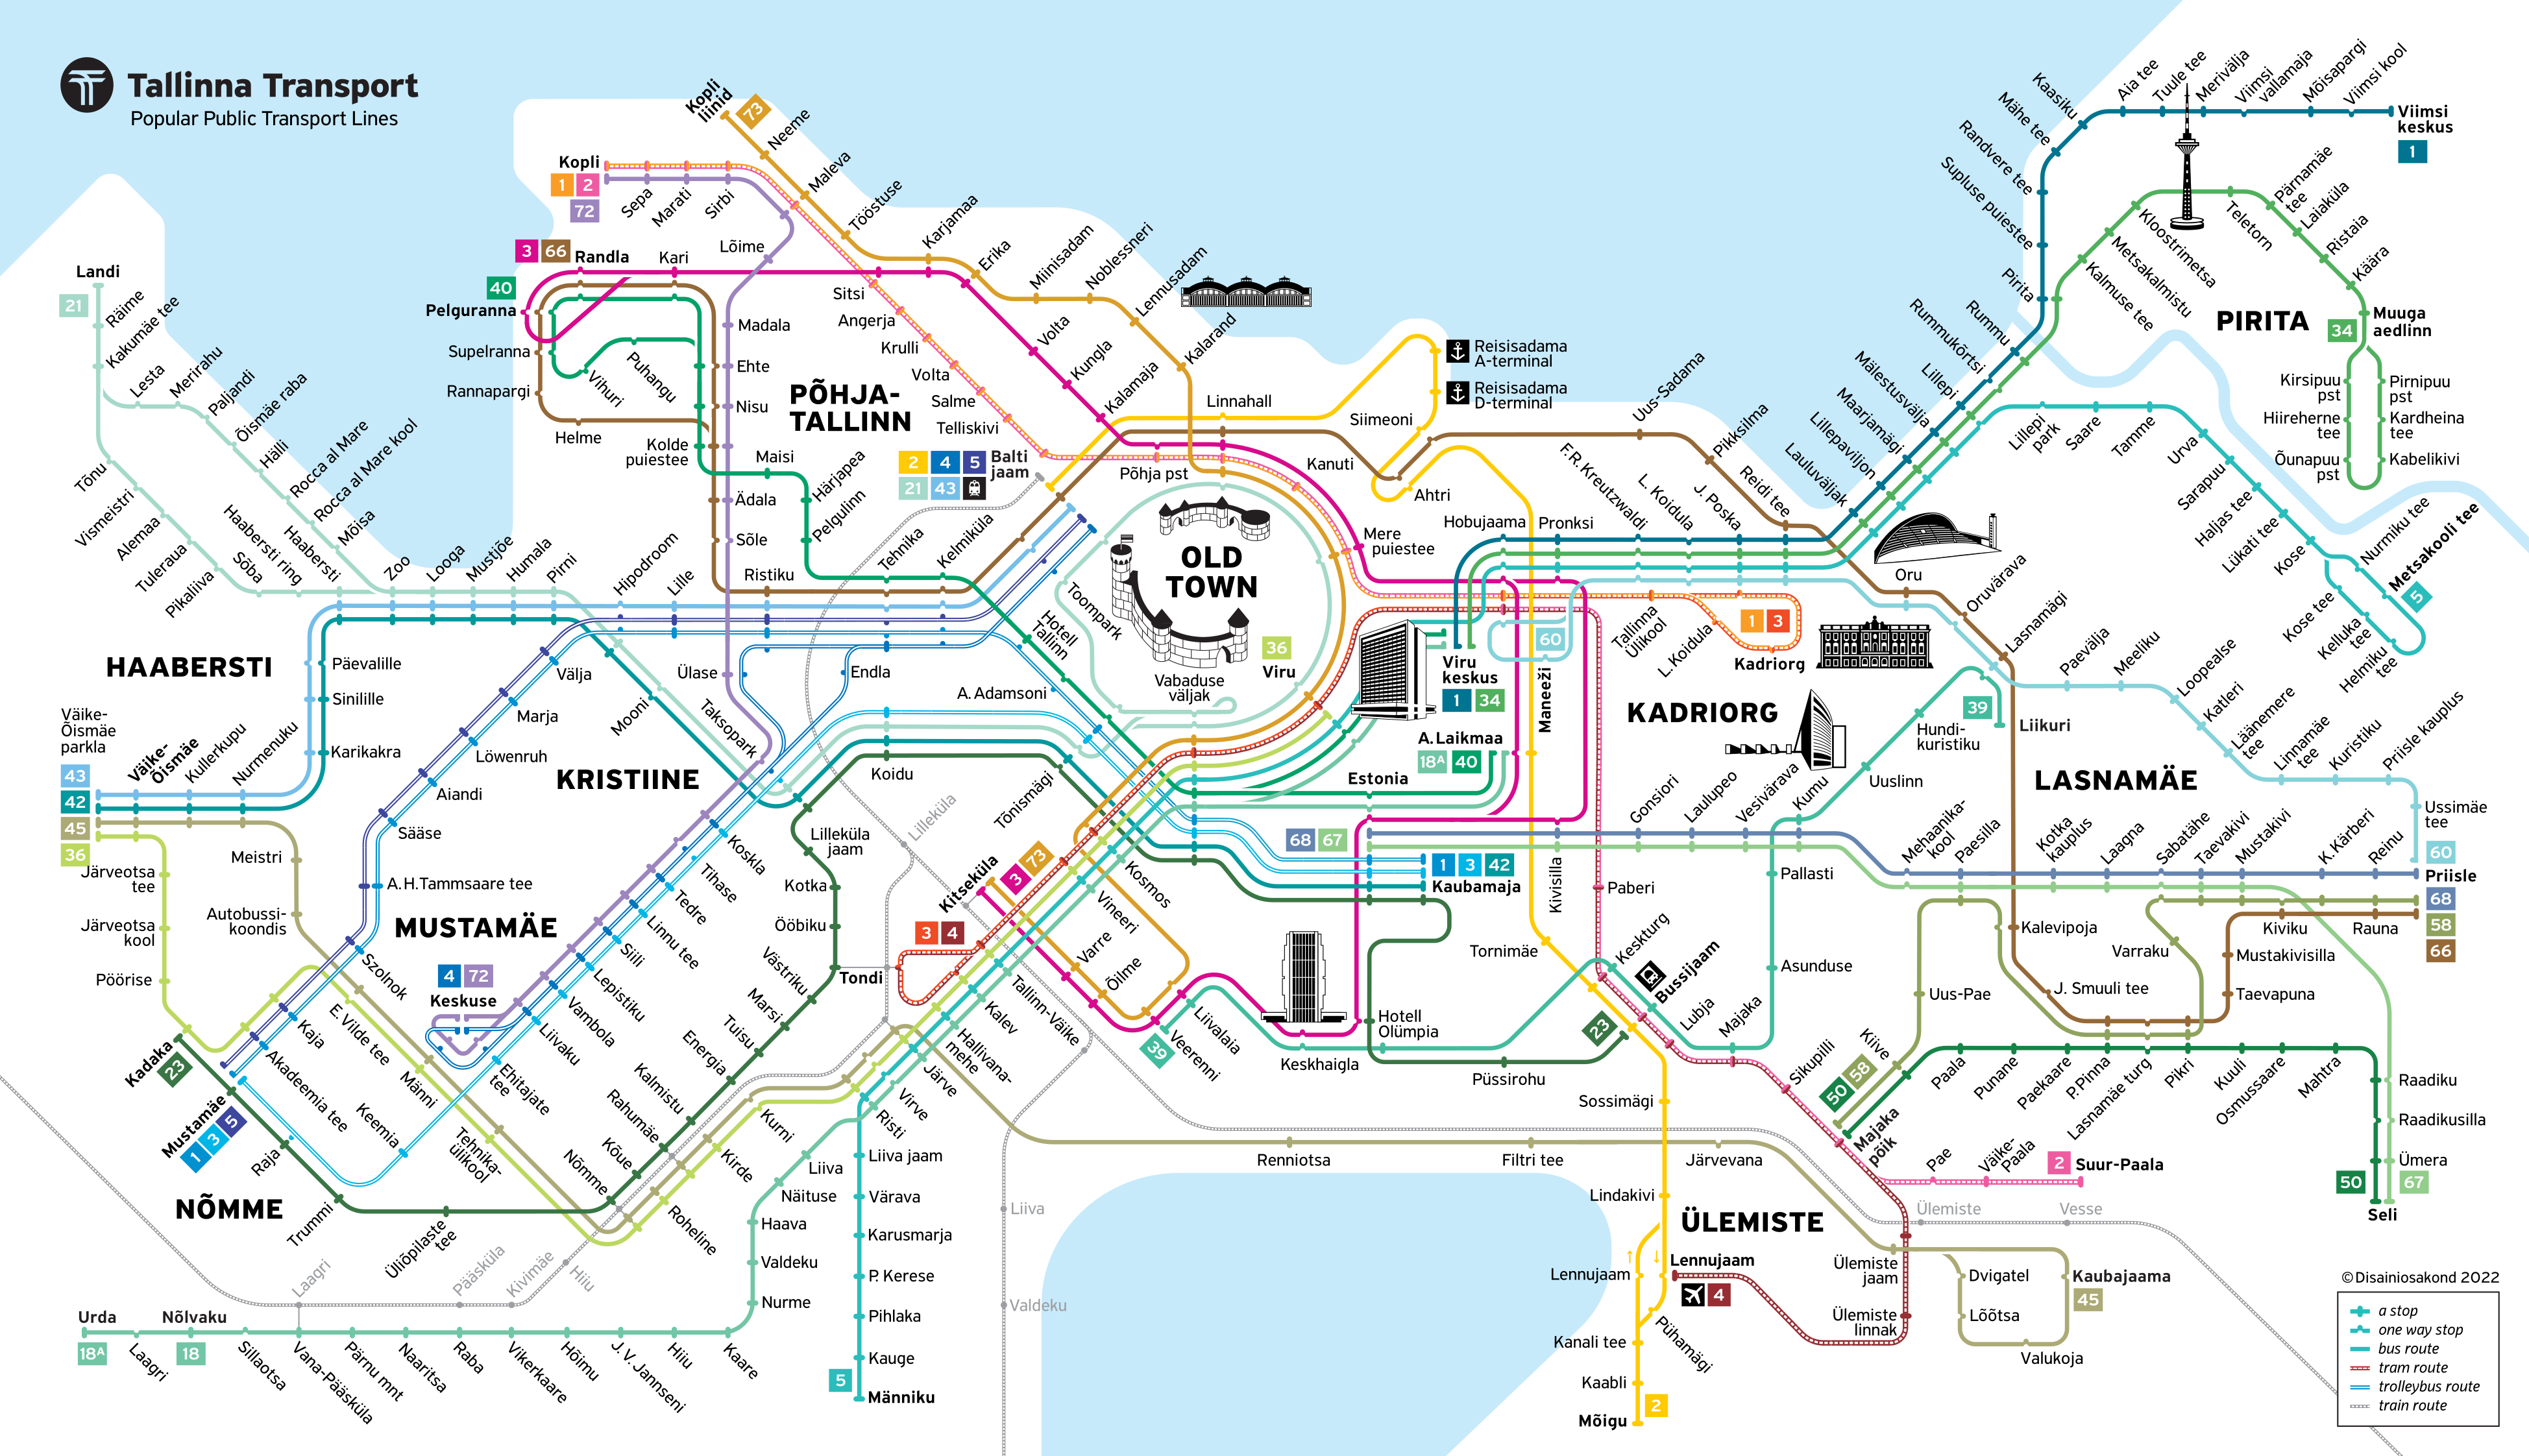 Tallinna Transport
Popular Public Transport Lines
Kopli
liinid
73
Neeme
Maleva
Tööstuse
Karjamaa
Erika
Miinisadam
Noblessneri
Lennusadam
Kalarand
Kopli
1
2
72
Sepa
Marati
Sirbi
Lõime
3
66
Randla
Kari
40
Pelguranna
Supelranna
Rannapargi
Helme
Vihuri
Puhangu
Kolde
puiestee
Madala
Ehte
Nisu
Maisi
Härjapea
Pelgulinn
Ädala
Sõle
Ristiku
Ülase
Taksopark
PÕHJA-
TALLINN
Sitsi
Angerja
Krulli
Volta
Salme
Telliskivi
Volta
Kungla
Kalamaja
2
4
5
21
43
Balti
jaam
Põhja pst
Linnahall
Reisisadama
A-terminal
Reisisadama
D-terminal
Siimeoni
Kanuti
Ahtri
Uus-Sadama
Pikksilma
Reidi tee
Mere
puiestee
Hobujaama
Pronksi
F.R.Kreutzwaldi
L. Koidula
J. Poska
Lauluväljak
Lillepaviljon
Maarjamägi
Mälestusvälja
Lillepi
Rummukõrtsi
Rummu
Pirita
Supluse puiestee
Randvere tee
Mähe tee
Kaasiku
Aia tee
Tuule tee
Merivälja
Viimsi
vallamaja
Mõisapargi
Viimsi kool
Viimsi
keskus
1
Kalmuse tee
Metsakalmistu
Kloostrimetsa
Teletorn
Pärnamäe
tee
Laiaküla
Ristaia
Käära
34
Muuga
aedlinn
Kirsipuu
pst
Pirnipuu
pst
Hiireherne
tee
Kardheina
tee
Õunapuu
pst
Kabelikivi
PIRITA
Lillepi
park
Saare
Tamme
Urva
Sarapuu
Haljas tee
Lükati tee
Kose
Nurmiku tee
Metsakooli tee
5
Kose tee
Kelluka
tee
Helmiku
tee
Landi
21
Räime
Kakumäe tee
Lesta
Merirahu
Paljandi
Õismäe raba
Hälli
Rocca al Mare
Rocca al Mare kool
Mõisa
Tõnu
Vismeistri
Alemaa
Tuleraua
Pikaliiva
Sõba
Haabersti ring
Haabersti
Zoo
Looga
Mustjõe
Humala
Pirni
Hipodroom
Lille
Tehnika
Kelmiküla
Toompark
Hotell
Tallinn
OLD
TOWN
36
Viru
Vabaduse
väljak
A. Adamsoni
Endla
HAABERSTI
Päevalille
Sinilille
Karikakra
Väike-
Õismäe
parkla
Väike-
Õismäe
Kullerkupu
Nurmenuku
43
42
45
36
Järveotsa
tee
Järveotsa
kool
Pöörise
Meistri
Autobussi-
koondis
Välja
Marja
Löwenruh
Aiandi
Sääse
A.H.Tammsaare tee
Szolnok
Mooni
KRISTIINE
MUSTAMÄE
4
72
Keskuse
Koidu
Lilleküla
jaam
Kotka
Ööbiku
Västriku
Marsi
Tuisu
Energia
Kalmistu
Rahumäe
Kõue
Nõmme
Lilleküla
Tõnismägi
Kitseküla
3
73
3
4
Tondi
Koskla
Tihase
Tedre
Linnu tee
Siili
Lepistiku
Vambola
Liivaku
Ehitajate
tee
Kaja
Akadeemia tee
Keemia
E. Vilde tee
Männi
Tehnika-
ülikool
Kadaka
23
Mustamäe
1
3
5
Raja
Trummi
Üliõpilaste
tee
NÕMME
Kosmos
Vineeri
Varre
Õilme
Tallinn-Väike
Kalev
Hallivana-
mehe
Järve
Virve
Risti
Kurni
Kirde
Roheline
Liivalaia
Veerenni
39
Keskhaigla
Hotell
Olümpia
Püssirohu
Viru
keskus
1
34
60
Maneeži
A. Laikmaa
18A
40
Estonia
68
67
1
3
42
Kaubamaja
Kivisilla
Tornimäe
Paberi
Gonsiori
Laulupeo
Vesivärava
Kumu
Uuslinn
Hundi-
kuristiku
39
Liikuri
Pallasti
Asunduse
Tallinna
Ülikool
L.Koidula
1
3
Kadriorg
KADRIORG
Oru
Oruvärava
Lasnamägi
Paevälja
Meeliku
Loopealse
Katleri
Läänemere
tee
Linnamäe
tee
Kuristiku
Priisle kauplus
Ussimäe
tee
60
Priisle
68
58
66
LASNAMÄE
Mehaanika-
kool
Paesilla
Kotka
kauplus
Laagna
Sabatähe
Taevakivi
Mustakivi
K.Kärberi
Reinu
Kalevipoja
Varraku
Kiviku
Rauna
Mustakivisilla
Taevapuna
Uus-Pae
J. Smuuli tee
Kiive
50
58
Majaka
põik
Paala
Punane
Paekaare
P.Pinna
Lasnamäe turg
Pikri
Kuuli
Osmussaare
Mahtra
Raadiku
Raadikusilla
Ümera
50
67
Seli
Keskturg
Bussijaam
23
Lubja
Majaka
Sikupilli
Pae
Väike-
Paala
2
Suur-Paala
Ülemiste
Vesse
Sossimägi
Renniotsa
Filtri tee
Järvevana
Lindakivi
ÜLEMISTE
Lennujaam
↑
↓
Lennujaam
4
Ülemiste
jaam
Ülemiste
linnak
Dvigatel
Lõõtsa
Valukoja
Kaubajaama
45
Kanali tee
Pühamägi
Kaabli
2
Mõigu
Liiva
Näituse
Haava
Valdeku
Nurme
Liiva jaam
Värava
Karusmarja
P. Kerese
Pihlaka
Kauge
5
Männiku
Liiva
Valdeku
Laagri
Pääsküla
Kivimäe
Hiiu
Urda
18A
Laagri
Nõlvaku
18
Sillaotsa
Vana-Pääsküla
Pärnu mnt
Naaritsa
Raba
Vikerkaare
Hõimu
J. V. Jannseni
Hiiu
Kaare
©Disainiosakond 2022
a stop
one way stop
bus route
tram route
trolleybus route
train route